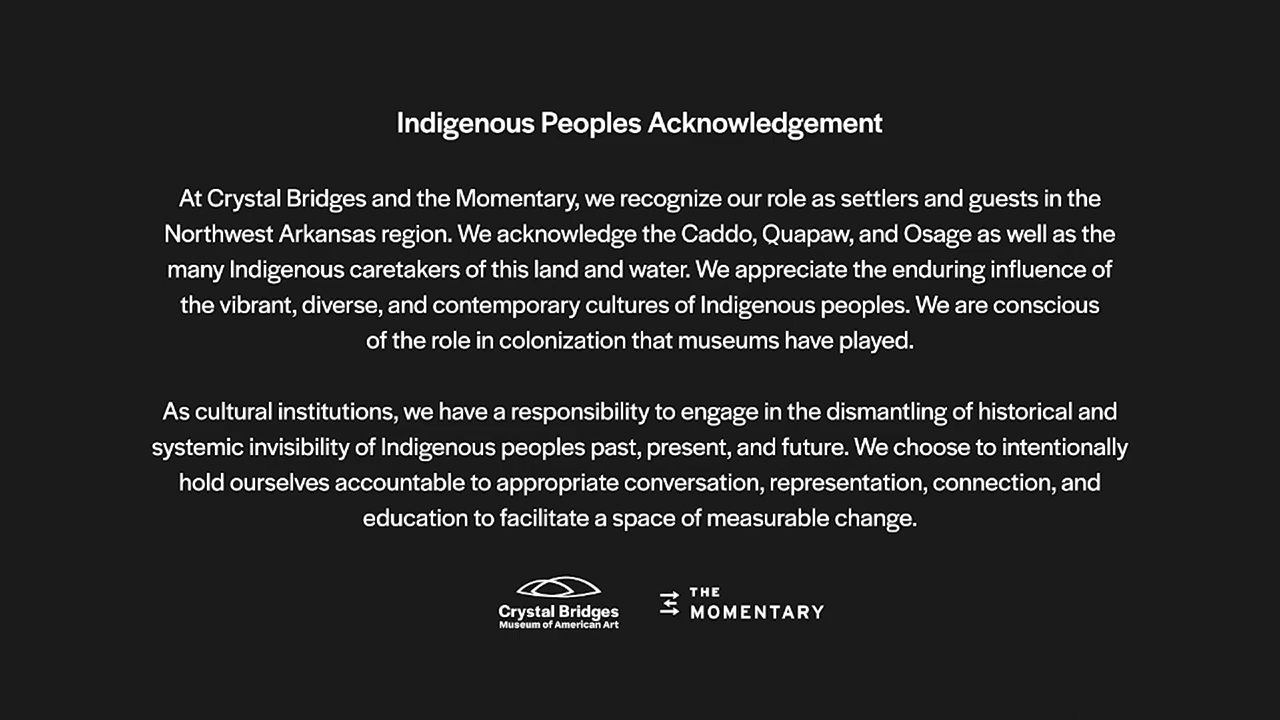 Indigenous Peoples Acknowledgement
At Crystal Bridges and the Momentary, we recognize our role as settlers and guests in the
Northwest Arkansas region. We acknowledge the Caddo, Quapaw, and Osage as well as the
many Indigenous caretakers of this land and water. We appreciate the enduring influence of
the vibrant, diverse, and contemporary cultures of Indigenous peoples. We are conscious
of the role in colonization that museums have played.
As cultural institutions, we have a responsibility to engage in the dismantling of historical and
systemic invisibility of Indigenous peoples past, present, and future. We choose to intentionally
hold ourselves accountable to appropriate conversation, representation, connection, and
education to facilitate a space of measurable change.
Crystal Bridges
Museum of American Art
THE
MOMENTARY